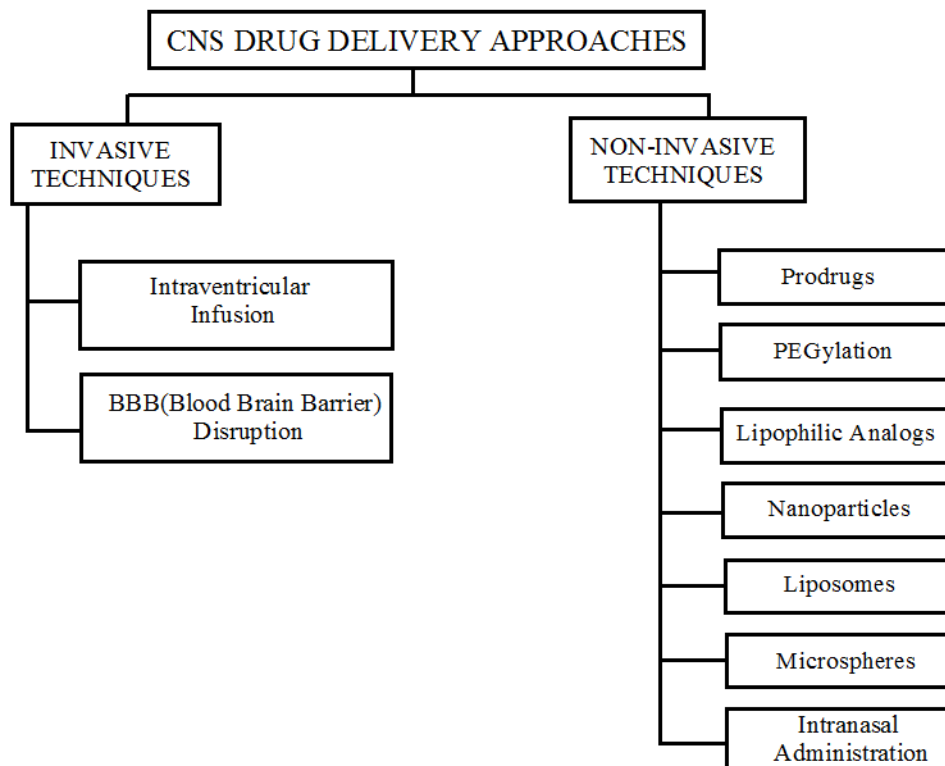 CNS DRUG DELIVERY APPROACHES
INVASIVE
TECHNIQUES
Intraventricular
Infusion
BBB(Blood Brain Barrier)
Disruption
NON-INVASIVE
TECHNIQUES
Prodrugs
PEGylation
Lipophilic Analogs
Nanoparticles
Liposomes
Microspheres
Intranasal
Administration